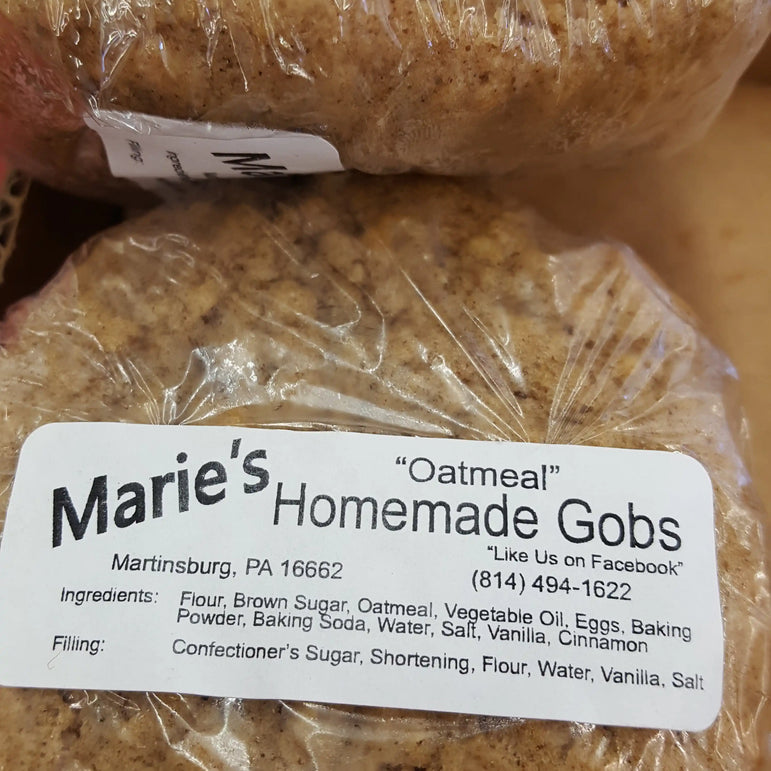 Marie's
"Oatmeal"
Homemade Gobs
"Like Us on Facebook"
Martinsburg, PA 16662
(814) 494-1622
Ingredients: Flour, Brown Sugar, Oatmeal, Vegetable Oil, Eggs, Baking
Powder, Baking Soda, Water, Salt, Vanilla, Cinnamon
Filling: Confectioner's Sugar, Shortening, Flour, Water, Vanilla, Salt